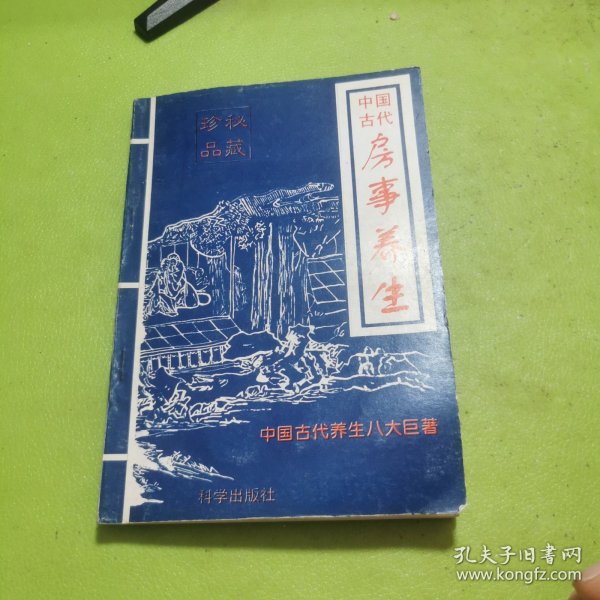 中国
古代
房事养生
珍秘
品藏
中国古代养生八大巨著
科学出版社
孔夫子旧书网
www.kongfz.com